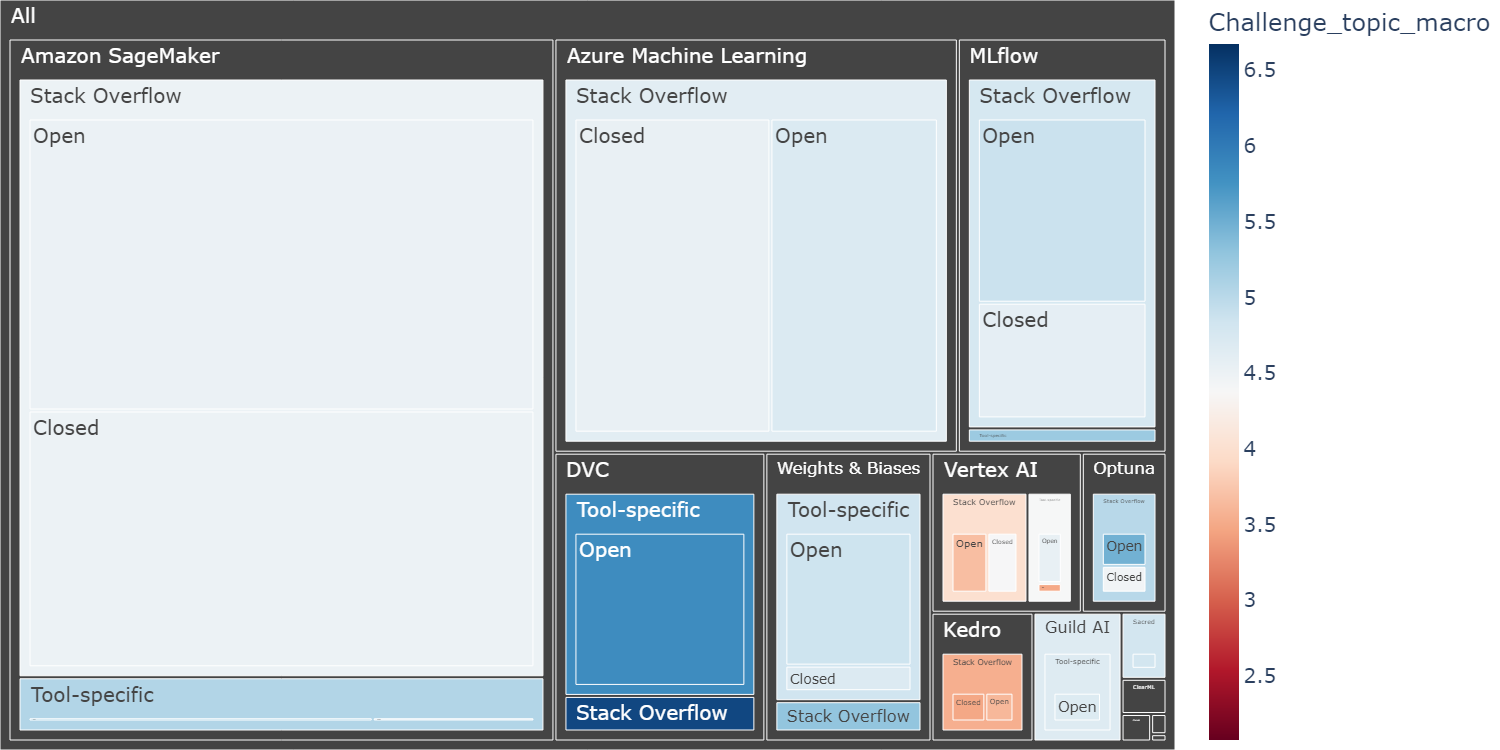 All
Amazon SageMaker
Stack Overflow
Open
Closed
Tool-specific
Azure Machine Learning
Stack Overflow
Closed
Open
MLflow
Stack Overflow
Open
Closed
Tool-specific
DVC
Tool-specific
Open
Stack Overflow
Weights & Biases
Tool-specific
Open
Closed
Stack Overflow
Vertex AI
Stack Overflow
Open
Closed
Open
Optuna
Stack Overflow
Open
Closed
Kedro
Stack Overflow
Closed
Open
Guild AI
Tool-specific
Open
Sacred
ClearML
Challenge_topic_macro
6.5
6
5.5
5
4.5
4
3.5
3
2.5